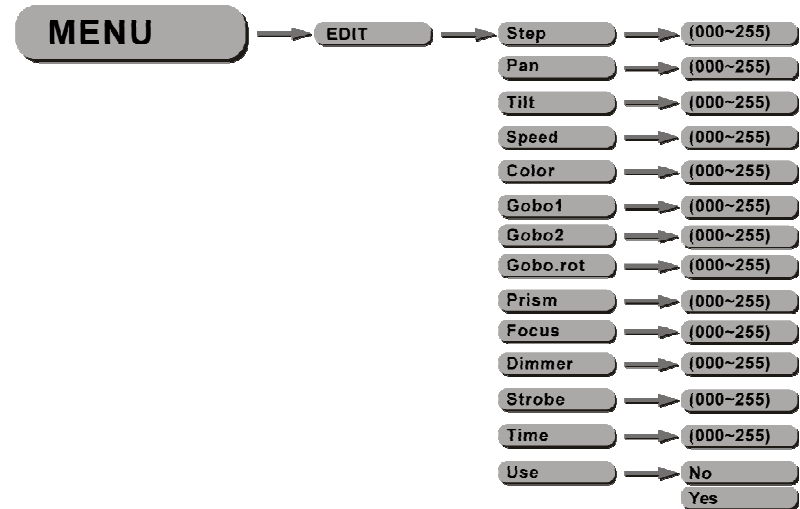 MENU EDIT Step (000~255)
Pan (000~255)
Tilt (000~255)
Speed (000~255)
Color (000~255)
Gobo1 (000~255)
Gobo2 (000~255)
Gobo.rot (000~255)
Prism (000~255)
Focus (000~255)
Dimmer (000~255)
Strobe (000~255)
Time (000~255)
Use No
Yes